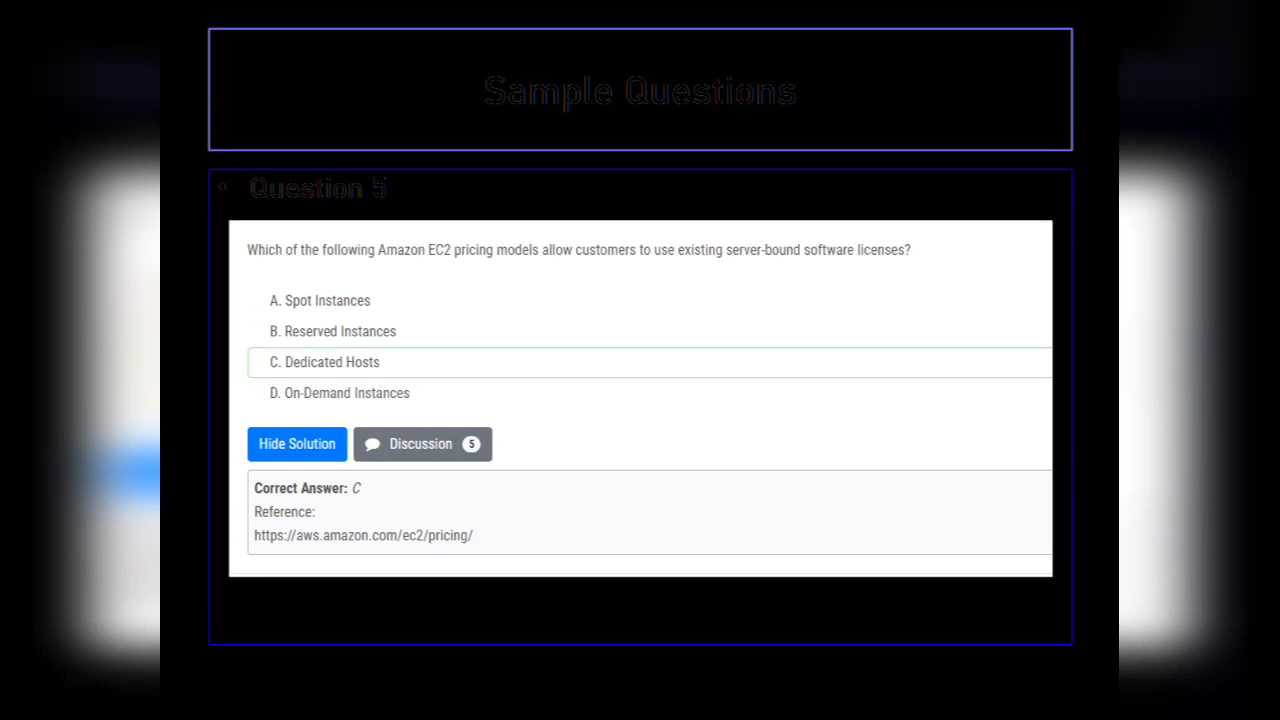 Sample Questions
Question 5
Which of the following Amazon EC2 pricing models allow customers to use existing server-bound software licenses?
A. Spot Instances
B. Reserved Instances
C. Dedicated Hosts
D. On-Demand Instances
Hide Solution Discussion 5
Correct Answer: C
Reference:
https://aws.amazon.com/ec2/pricing/